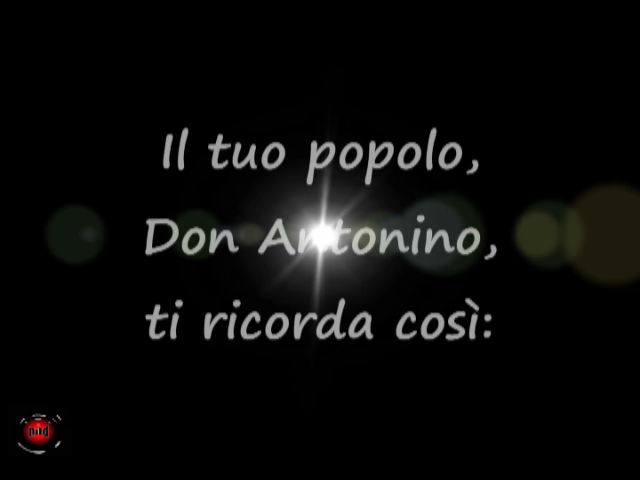 Il tuo popolo,
Don Antonino,
ti ricorda così: